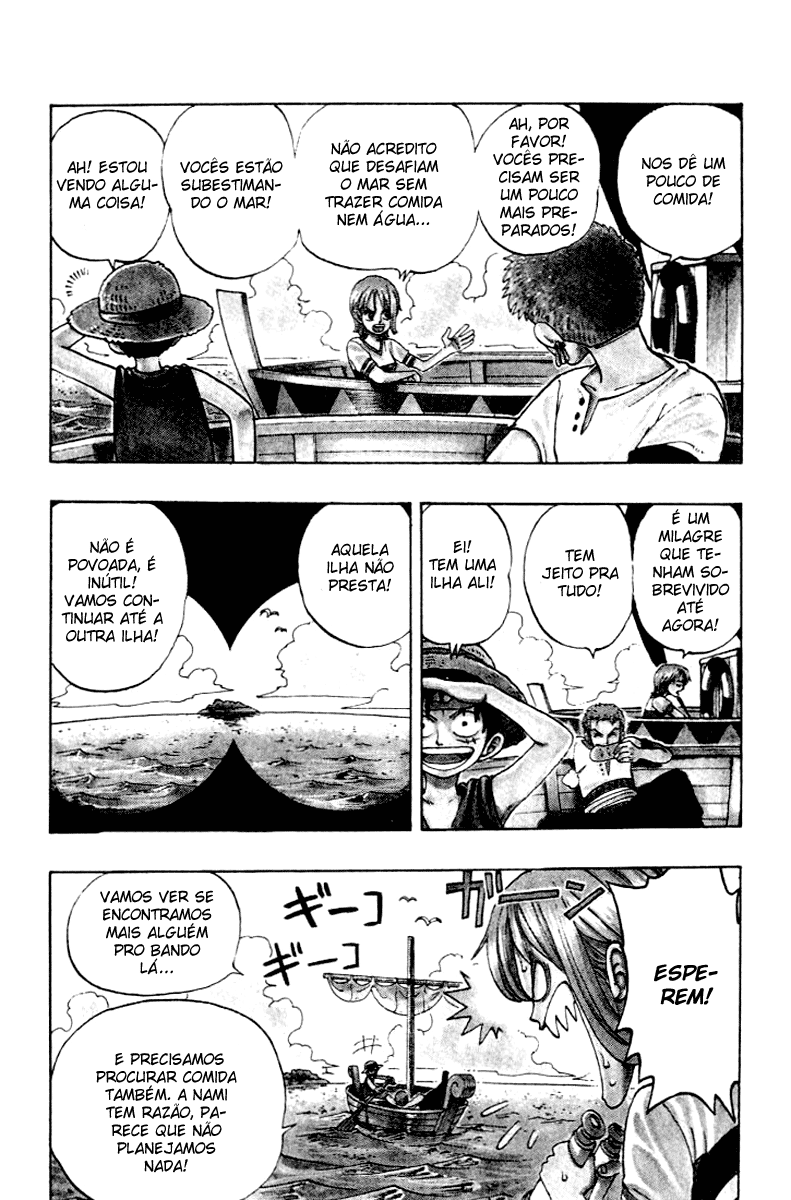 NOS DÊ UM
POUCO DE
COMIDA!
AH, POR
FAVOR!
VOCÊS PRE-
CISAM SER
UM POUCO
MAIS PRE-
PARADOS!
NÃO ACREDITO
QUE DESAFIAM
O MAR SEM
TRAZER COMIDA
NEM ÁGUA...
VOCÊS ESTÃO
SUBESTIMAN-
DO O MAR!
AH! ESTOU
VENDO ALGU-
MA COISA!
É UM
MILAGRE
QUE TE-
NHAM SO-
BREVIVIDO
ATÉ
AGORA!
TEM
JEITO PRA
TUDO!
EI!
TEM UMA
ILHA ALI!
AQUELA
ILHA NÃO
PRESTA!
NÃO É
POVOADA, É
INÚTIL!
VAMOS CON-
TINUAR ATÉ A
OUTRA ILHA!
ガーン
ESPE-
REM!
ギーコ
ギーコ
VAMOS VER SE
ENCONTRAMOS
MAIS ALGUÉM
PRO BANDO
LÁ...
E PRECISAMOS
PROCURAR COMIDA
TAMBÉM. A NAMI
TEM RAZÃO, PA-
RECE QUE NÃO
PLANEJAMOS
NADA!